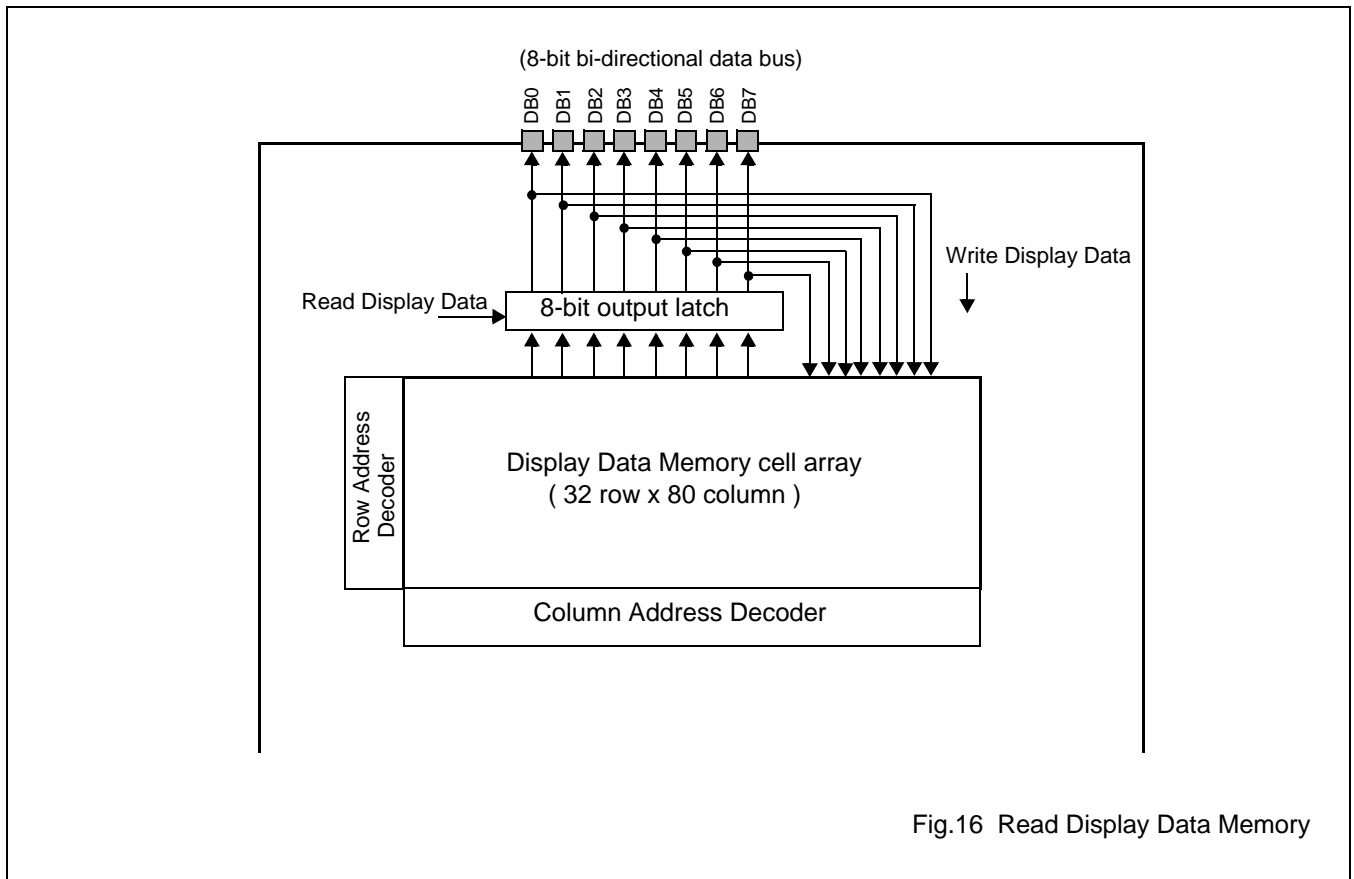 (8-bit bi-directional data bus)
DB0
DB1
DB2
DB3
DB4
DB5
DB6
DB7
Write Display Data
Read Display Data
8-bit output latch
Row Address
Decoder
Display Data Memory cell array
( 32 row x 80 column )
Column Address Decoder
Fig.16 Read Display Data Memory